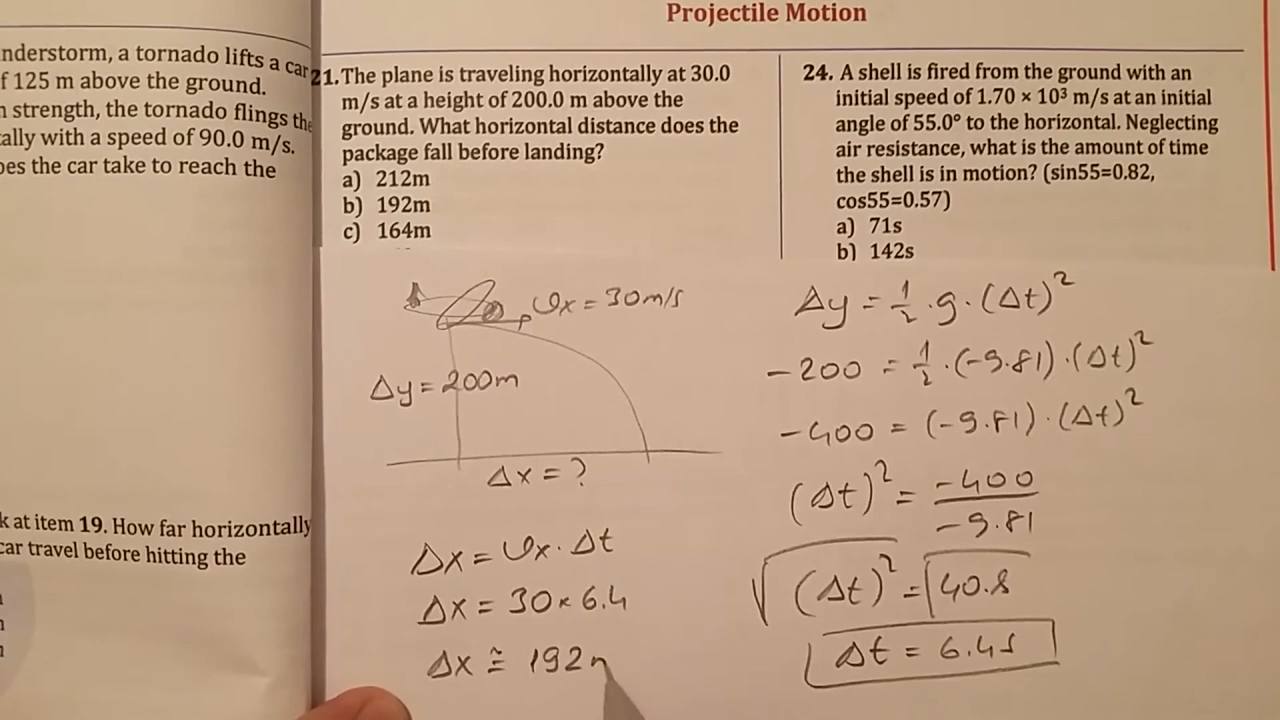 Projectile Motion
nderstorm, a tornado lifts a car
f 125 m above the ground.
n strength, the tornado flings the
ally with a speed of 90.0 m/s.
oes the car take to reach the
k at item 19. How far horizontally
car travel before hitting the
21. The plane is traveling horizontally at 30.0
m/s at a height of 200.0 m above the
ground. What horizontal distance does the
package fall before landing?
a) 212m
b) 192m
c) 164m
Ʋx = 30m/s
Δy = 200m
Δx = ?
Δx = Ʋx · Δt
Δx = 30 × 6.4
Δx ≅ 192m
24. A shell is fired from the ground with an
initial speed of 1.70 × 10³ m/s at an initial
angle of 55.0° to the horizontal. Neglecting
air resistance, what is the amount of time
the shell is in motion? (sin55=0.82,
cos55=0.57)
a) 71s
b) 142s
Δy = 1/2 · g · (Δt)²
-200 = 1/2 · (-9.81) · (Δt)²
-400 = (-9.81) · (Δt)²
(Δt)² = -400/-9.81
√(Δt)² = √40.8
Δt = 6.4s